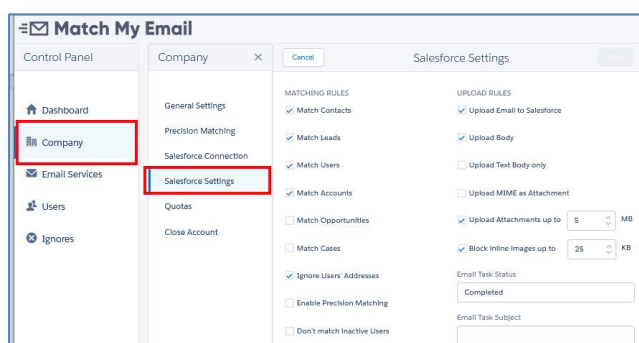 Match My Email
Control Panel
Dashboard
Company
Email Services
Users
Ignores
Company ×
General Settings
Precision Matching
Salesforce Connection
Salesforce Settings
Quotas
Close Account
Cancel
Salesforce Settings
MATCHING RULES
Match Contacts
Match Leads
Match Users
Match Accounts
Match Opportunities
Match Cases
Ignore Users' Addresses
Enable Precision Matching
Don't match Inactive Users
UPLOAD RULES
Upload Email to Salesforce
Upload Body
Upload Text Body only
Upload MIME as Attachment
Upload Attachments up to 5 MB
Block Inline Images up to 25 KB
Email Task Status
Completed
Email Task Subject